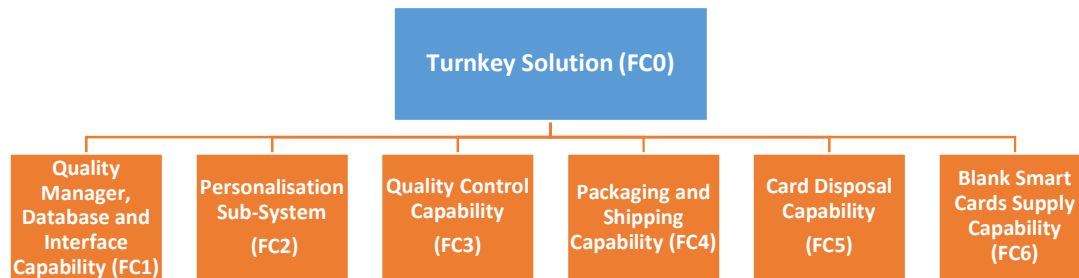 Turnkey Solution (FC0)
Quality
Manager,
Database and
Interface
Capability (FC1)
Personalisation
Sub-System
(FC2)
Quality Control
Capability
(FC3)
Packaging and
Shipping
Capability (FC4)
Card Disposal
Capability
(FC5)
Blank Smart
Cards Supply
Capability
(FC6)